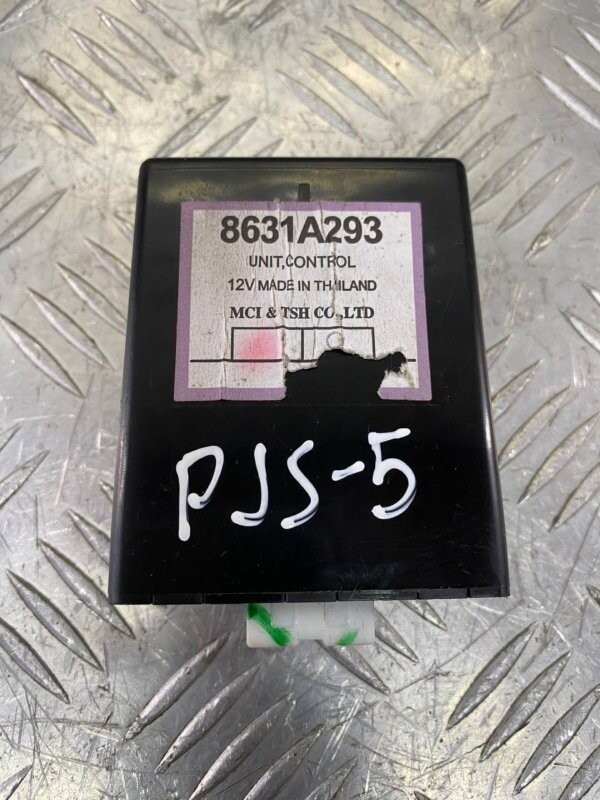 8631A293
UNIT,CONTROL
12V MADE IN THAILAND
MCI & TSH CO.,LTD
PJS-5